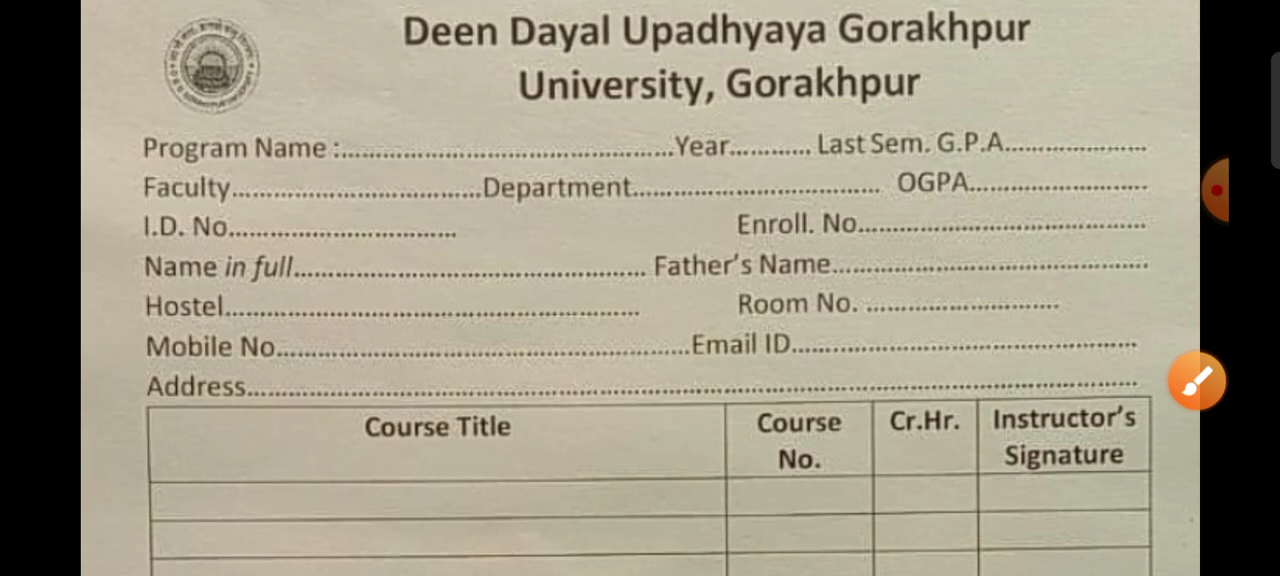 Deen Dayal Upadhyaya Gorakhpur
University, Gorakhpur
Program Name :................................................Year........... Last Sem. G.P.A....................
Faculty....................................Department.................................... OGPA.........................
I.D. No................................. Enroll. No..........................................
Name in full................................................... Father's Name..............................................
Hostel............................................................ Room No. ............................
Mobile No............................................................Email ID..................................................
Address.................................................................................................................................
Course Title Course No. Cr.Hr. Instructor's Signature